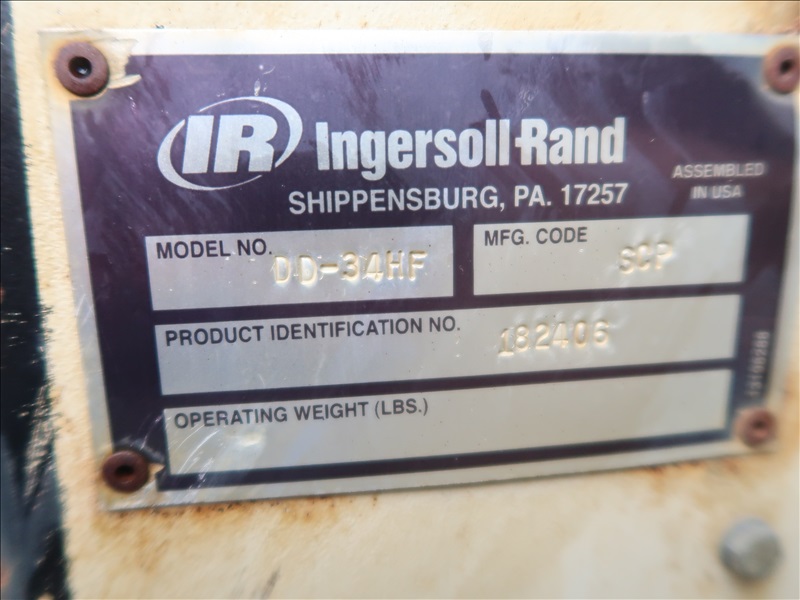 IR Ingersoll-Rand
SHIPPENSBURG, PA. 17257
ASSEMBLED
IN USA
MODEL NO. DD-34HF
MFG. CODE SCP
PRODUCT IDENTIFICATION NO. 182406
OPERATING WEIGHT (LBS.)